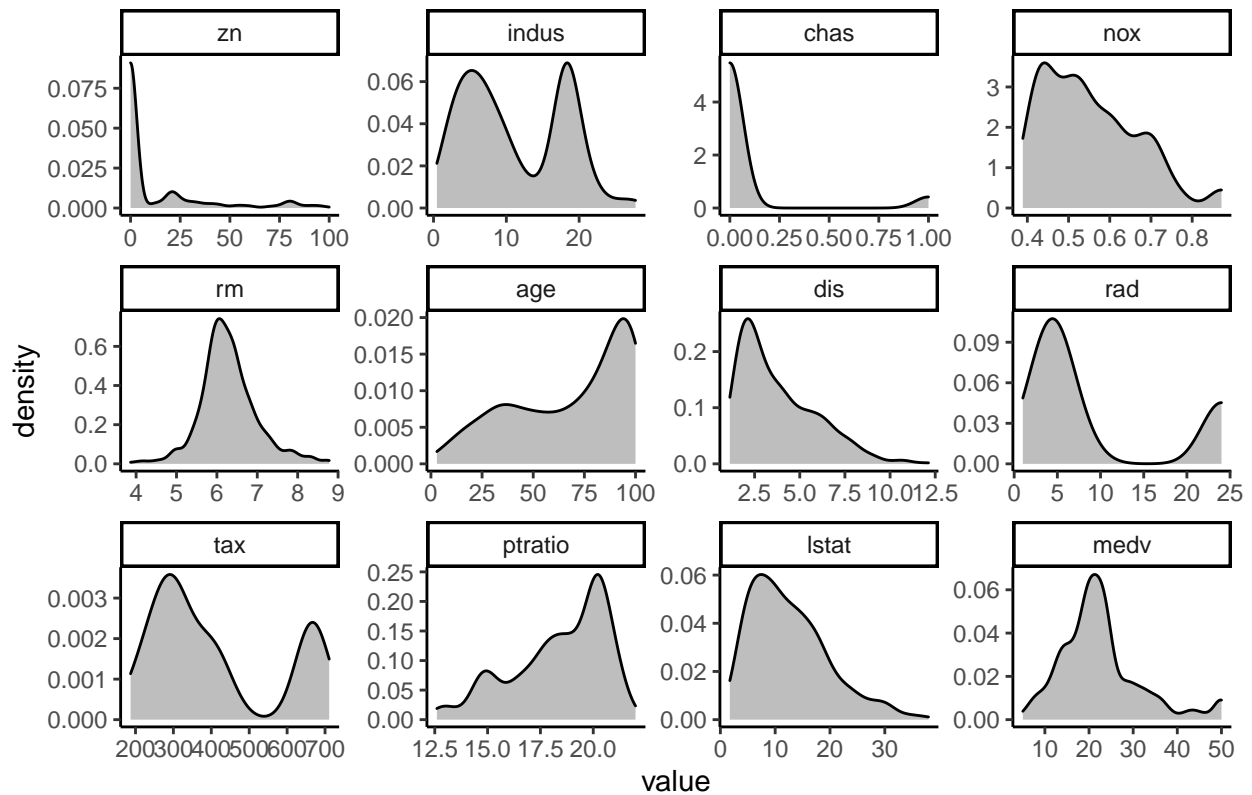 zn indus chas nox
0.075
0.050
0.025
0.000
0 25 50 75 100
0.06
0.04
0.02
0.00
0 10 20
4
2
0
0.00 0.25 0.50 0.75 1.00
3
2
1
0
0.4 0.5 0.6 0.7 0.8
rm age dis rad
0.6
0.4
0.2
0.0
4 5 6 7 8 9
0.020
0.015
0.010
0.005
0.000
0 25 50 75 100
0.2
0.1
0.0
2.5 5.0 7.5 10.0 12.5
0.09
0.06
0.03
0.00
0 5 10 15 20 25
density
tax ptratio lstat medv
0.003
0.002
0.001
0.000
200 300 400 500 600 700
0.25
0.20
0.15
0.10
0.05
0.00
12.5 15.0 17.5 20.0
0.06
0.04
0.02
0.00
0 10 20 30
0.06
0.04
0.02
0.00
10 20 30 40 50
value